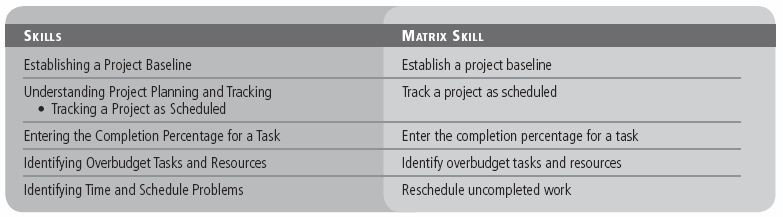 SKILLS MATRIX SKILL
Establishing a Project Baseline Establish a project baseline
Understanding Project Planning and Tracking Track a project as scheduled
• Tracking a Project as Scheduled
Entering the Completion Percentage for a Task Enter the completion percentage for a task
Identifying Overbudget Tasks and Resources Identify overbudget tasks and resources
Identifying Time and Schedule Problems Reschedule uncompleted work